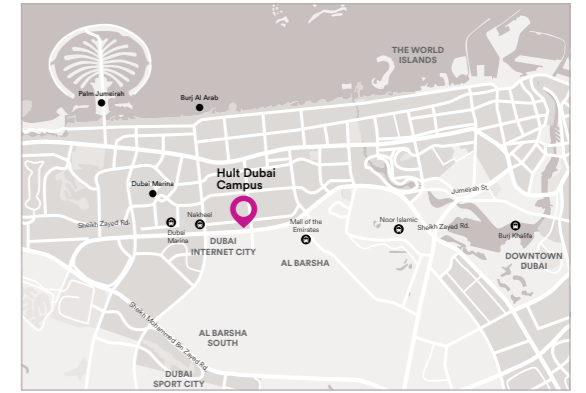 THE WORLD
ISLANDS
Palm Jumeirah
Burj Al Arab
Hult Dubai
Campus
Dubai Marina
Jumeirah St.
Nakheel
Sheikh Zayed Rd.
Dubai
Marina
Mall of the
Emirates
Noor Islamic
Sheikh Zayed Rd.
Burj Khalifa
DUBAI
INTERNET CITY
AL BARSHA
DOWNTOWN
DUBAI
Sheikh Mohammed Bin Zayed Rd.
AL BARSHA
SOUTH
DUBAI
SPORT CITY